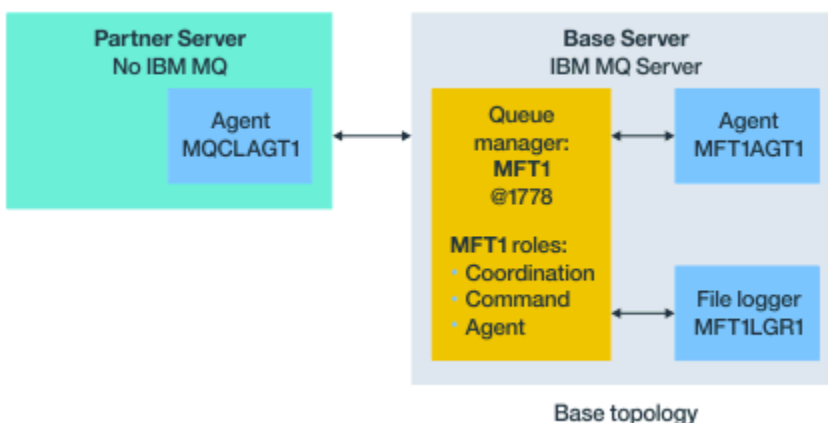 Partner Server
No IBM MQ
Agent
MQCLAGT1
Base Server
IBM MQ Server
Queue
manager:
MFT1
@1778
MFT1 roles:
• Coordination
• Command
• Agent
Agent
MFT1AGT1
File logger
MFT1LGR1
Base topology